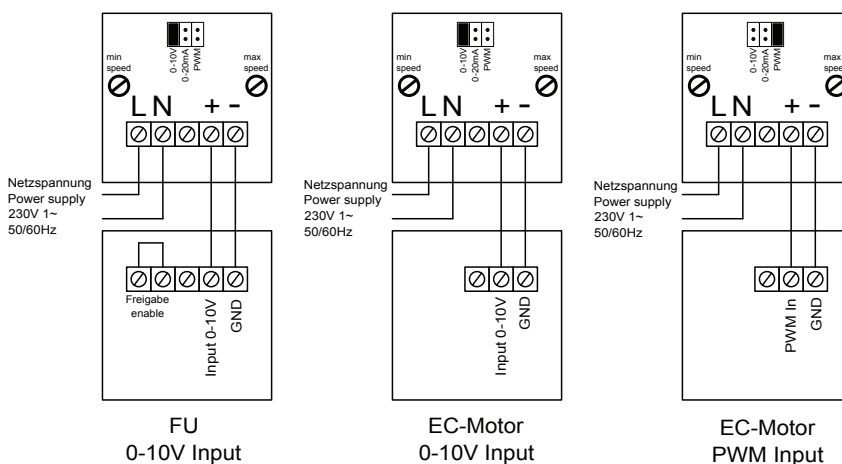 0-10V
0-20mA
PWM
min
speed
max
speed
L N + -
Netzspannung
Power supply
230V 1~
50/60Hz
Freigabe
enable
Input 0-10V
GND
FU
0-10V Input
0-10V
0-20mA
PWM
min
speed
max
speed
L N + -
Netzspannung
Power supply
230V 1~
50/60Hz
Input 0-10V
GND
EC-Motor
0-10V Input
0-10V
0-20mA
PWM
min
speed
max
speed
L N + -
Netzspannung
Power supply
230V 1~
50/60Hz
PWM In
GND
EC-Motor
PWM Input